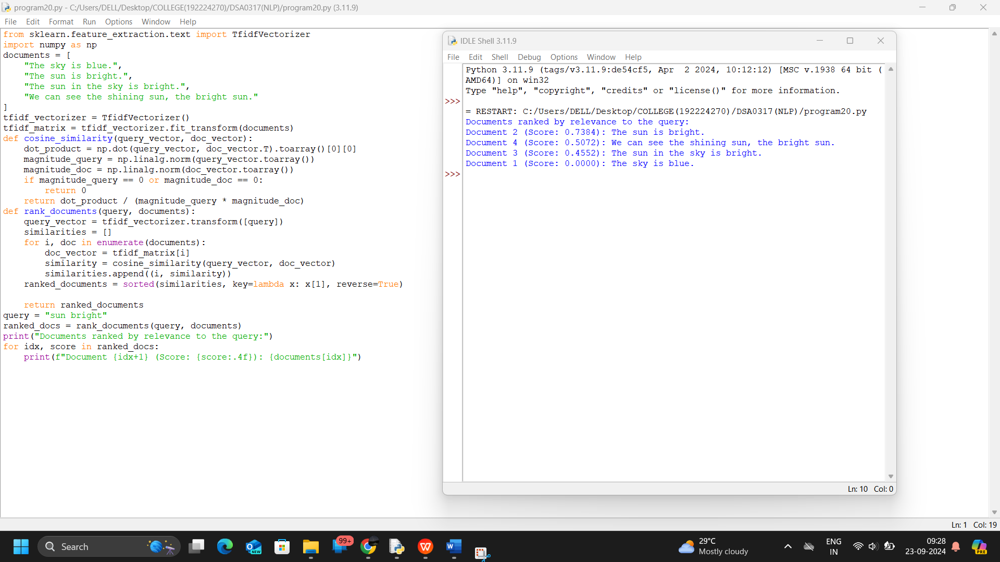 program20.py - C:/Users/DELL/Desktop/COLLEGE(192224270)/DSA0317(NLP)/program20.py (3.11.9)
File Edit Format Run Options Window Help
from sklearn.feature_extraction.text import TfidfVectorizer
import numpy as np
documents = [
    "The sky is blue.",
    "The sun is bright.",
    "The sun in the sky is bright.",
    "We can see the shining sun, the bright sun."
]
tfidf_vectorizer = TfidfVectorizer()
tfidf_matrix = tfidf_vectorizer.fit_transform(documents)
def cosine_similarity(query_vector, doc_vector):
    dot_product = np.dot(query_vector, doc_vector.T).toarray()[0][0]
    magnitude_query = np.linalg.norm(query_vector.toarray())
    magnitude_doc = np.linalg.norm(doc_vector.toarray())
    if magnitude_query == 0 or magnitude_doc == 0:
        return 0
    return dot_product / (magnitude_query * magnitude_doc)
def rank_documents(query, documents):
    query_vector = tfidf_vectorizer.transform([query])
    similarities = []
    for i, doc in enumerate(documents):
        doc_vector = tfidf_matrix[i]
        similarity = cosine_similarity(query_vector, doc_vector)
        similarities.append((i, similarity))
    ranked_documents = sorted(similarities, key=lambda x: x[1], reverse=True)
    return ranked_documents
query = "sun bright"
ranked_docs = rank_documents(query, documents)
print("Documents ranked by relevance to the query:")
for idx, score in ranked_docs:
    print(f"Document {idx+1} (Score: {score:.4f}): {documents[idx]}")
IDLE Shell 3.11.9
File Edit Shell Debug Options Window Help
Python 3.11.9 (tags/v3.11.9:de54cf5, Apr  2 2024, 10:12:12) [MSC v.1938 64 bit (
AMD64)] on win32
Type "help", "copyright", "credits" or "license()" for more information.
>>>
= RESTART: C:/Users/DELL/Desktop/COLLEGE(192224270)/DSA0317(NLP)/program20.py
Documents ranked by relevance to the query:
Document 2 (Score: 0.7384): The sun is bright.
Document 4 (Score: 0.5072): We can see the shining sun, the bright sun.
Document 3 (Score: 0.4552): The sun in the sky is bright.
Document 1 (Score: 0.0000): The sky is blue.
>>>
Ln: 10 Col: 0
Ln: 1 Col: 19
Search
NEW
99+
W
W
29°C
Mostly cloudy
ENG
IN
09:28
23-09-2024
PRE